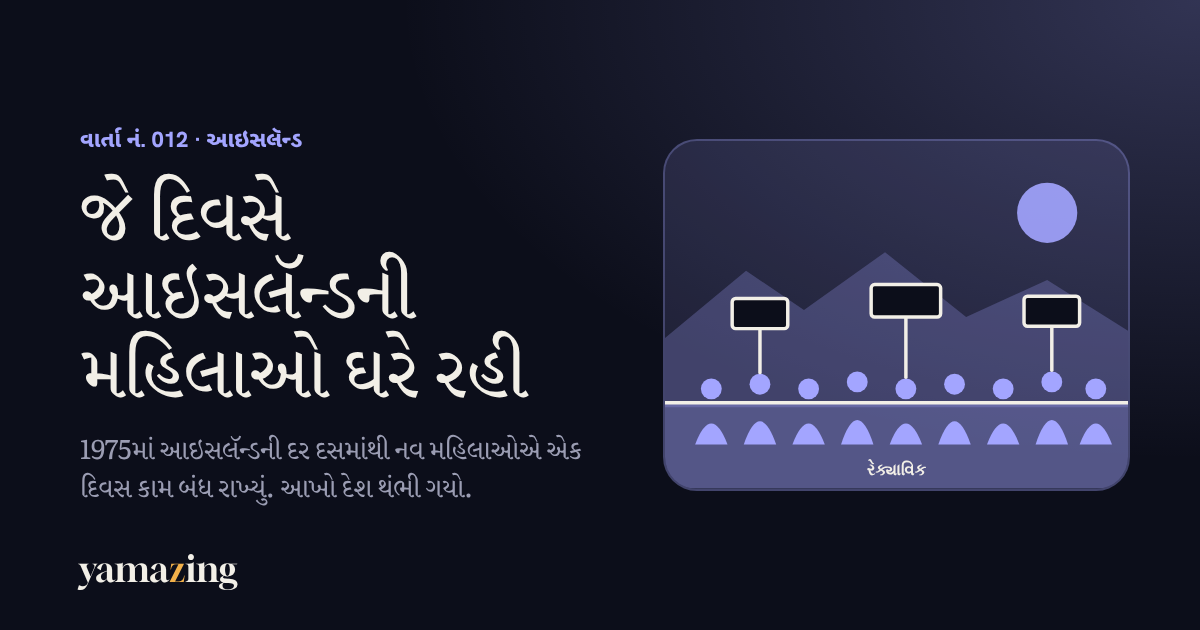 વાર્તા નં. 012 · આઇસલૅન્ડ
જે દિવસે
આઇસલૅન્ડની
મહિલાઓ ઘરે રહી
1975માં આઇસલૅન્ડની દર દસમાંથી નવ મહિલાઓએ એક
દિવસ કામ બંધ રાખ્યું. આખો દેશ થંભી ગયો.
રેક્યાવિક
yamazing